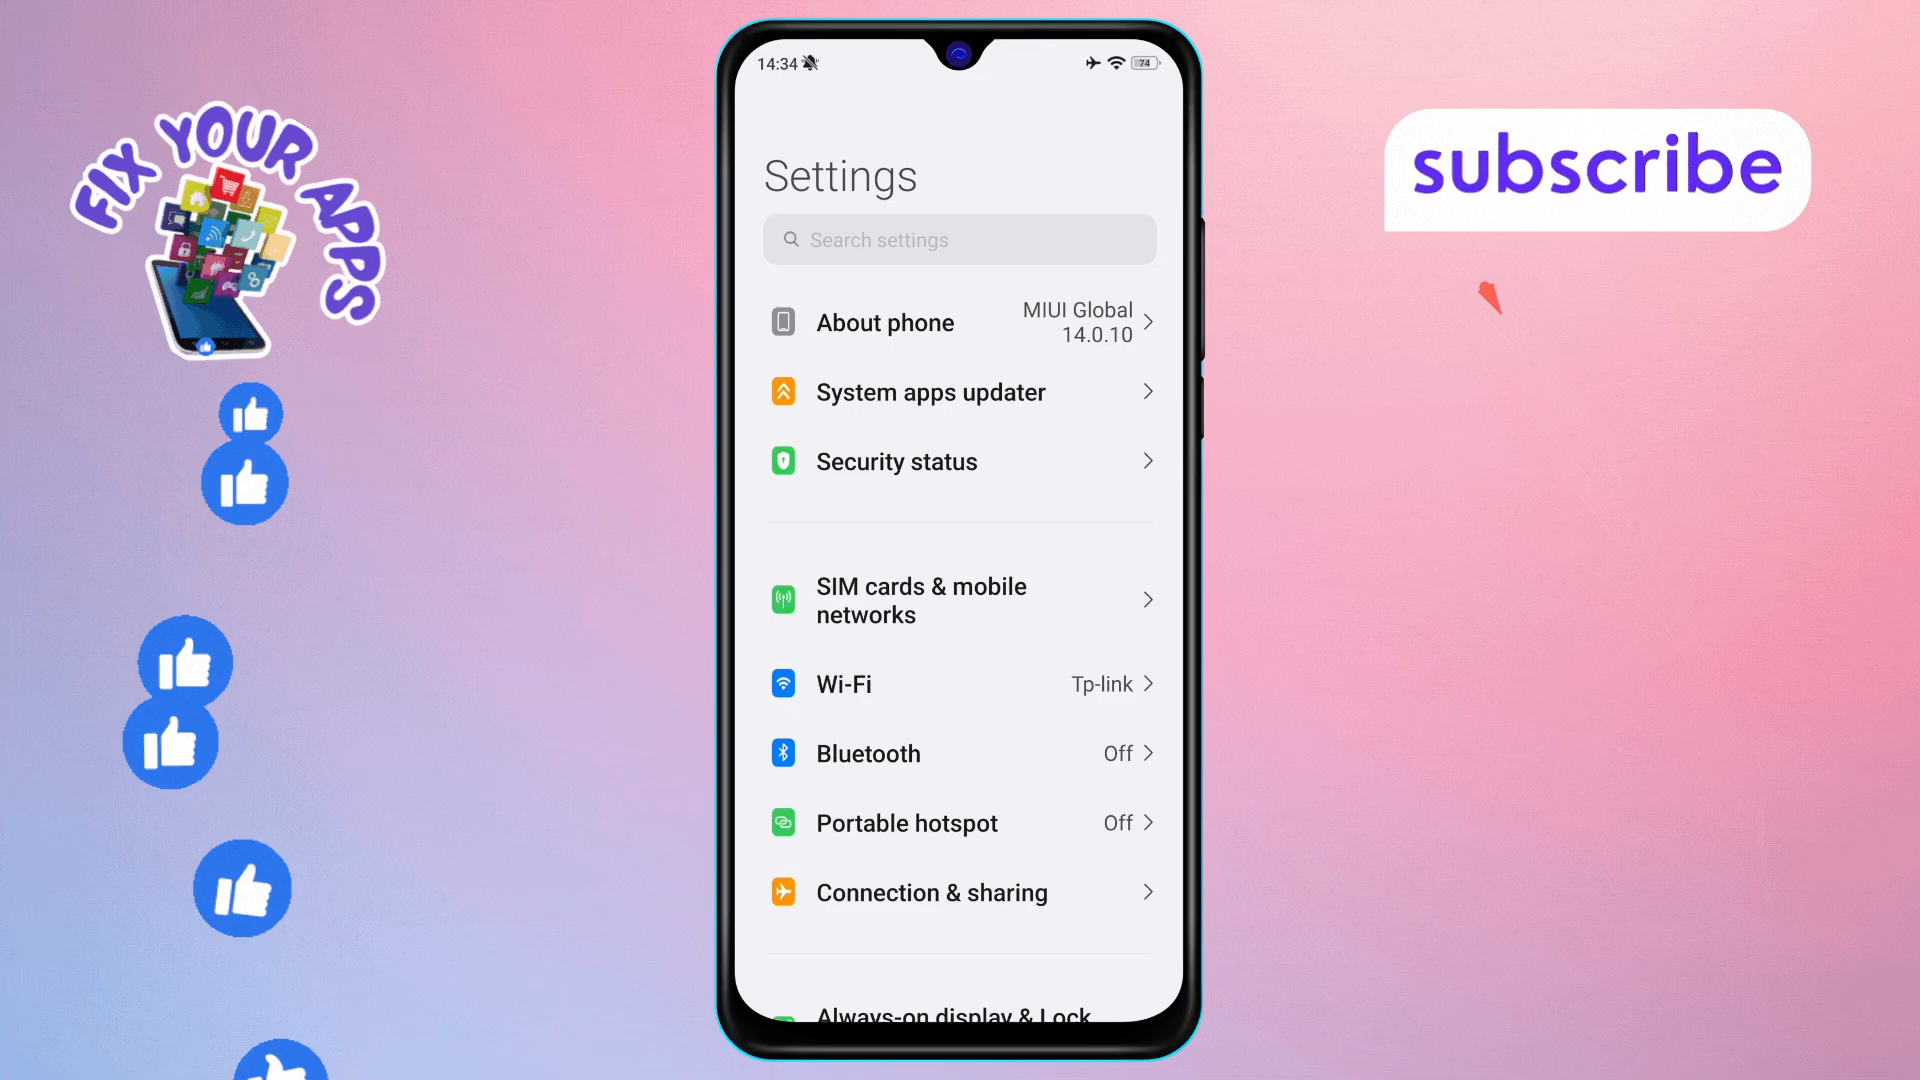 FIX YOUR APPS
subscribe
14:34
74
Settings
Search settings
About phone
MIUI Global
14.0.10
System apps updater
Security status
SIM cards & mobile
networks
Wi-Fi
Tp-link
Bluetooth
Off
Portable hotspot
Off
Connection & sharing
Always-on display & Lock